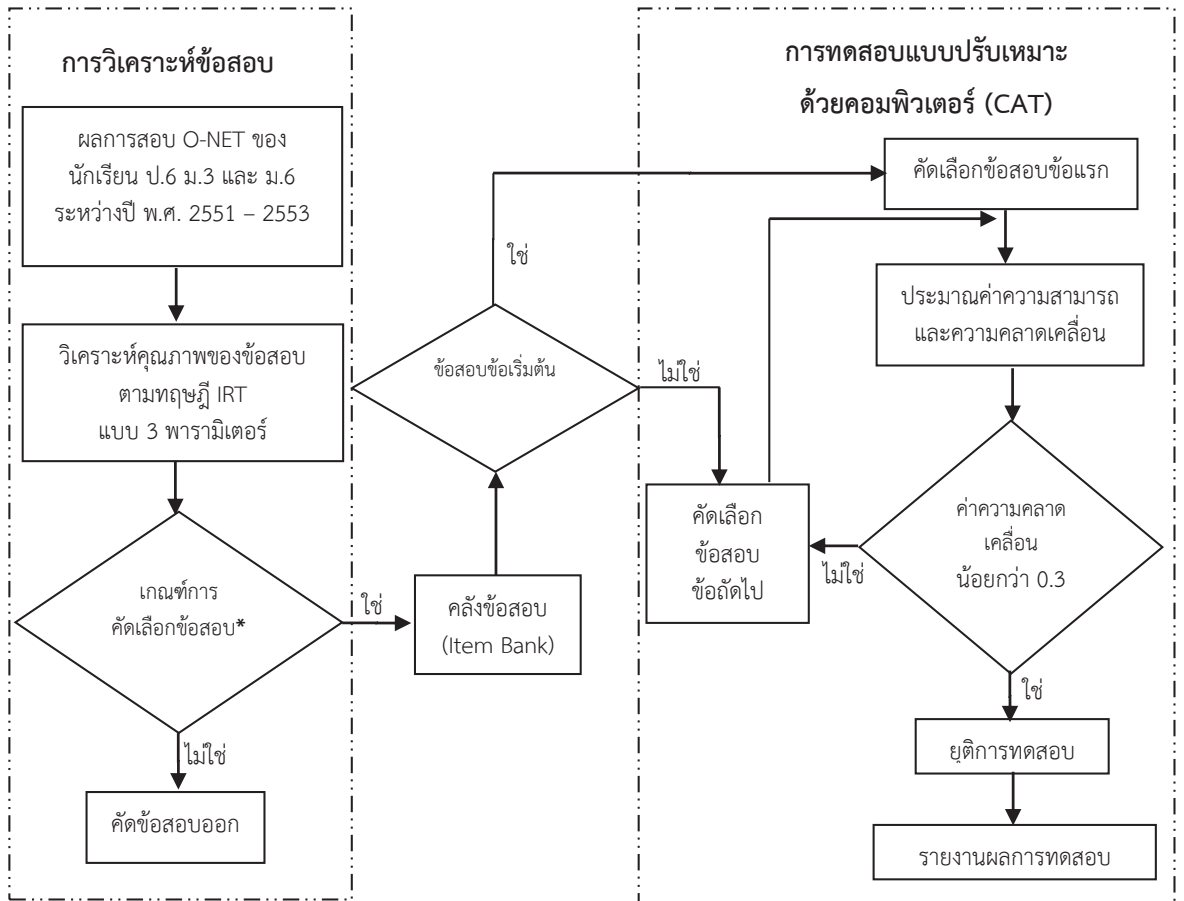 การวิเคราะห์ข้อสอบ
ผลการสอบ O-NET ของ
นักเรียน ป.6 ม.3 และ ม.6
ระหว่างปี พ.ศ. 2551 – 2553
วิเคราะห์คุณภาพของข้อสอบ
ตามทฤษฎี IRT
แบบ 3 พารามิเตอร์
เกณฑ์การ
คัดเลือกข้อสอบ*
ใช่
ไม่ใช่
คัดข้อสอบออก
คลังข้อสอบ
(Item Bank)
ข้อสอบข้อเริ่มต้น
ใช่
ไม่ใช่
การทดสอบแบบปรับเหมาะ
ด้วยคอมพิวเตอร์ (CAT)
คัดเลือกข้อสอบข้อแรก
ประมาณค่าความสามารถ
และความคลาดเคลื่อน
คัดเลือก
ข้อสอบ
ข้อถัดไป
ค่าความคลาด
เคลื่อน
น้อยกว่า 0.3
ไม่ใช่
ใช่
ยุติการทดสอบ
รายงานผลการทดสอบ